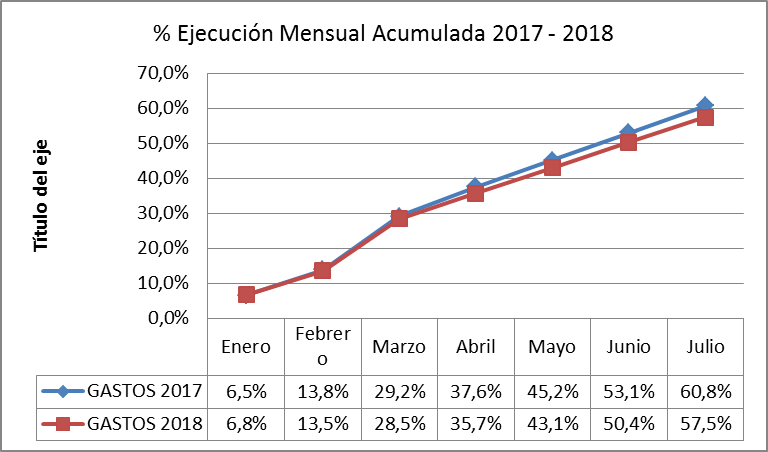 % Ejecución Mensual Acumulada 2017 - 2018
Título del eje
70,0%
60,0%
50,0%
40,0%
30,0%
20,0%
10,0%
0,0%
Enero Febrer o Marzo Abril Mayo Junio Julio
GASTOS 2017 6,5% 13,8% 29,2% 37,6% 45,2% 53,1% 60,8%
GASTOS 2018 6,8% 13,5% 28,5% 35,7% 43,1% 50,4% 57,5%